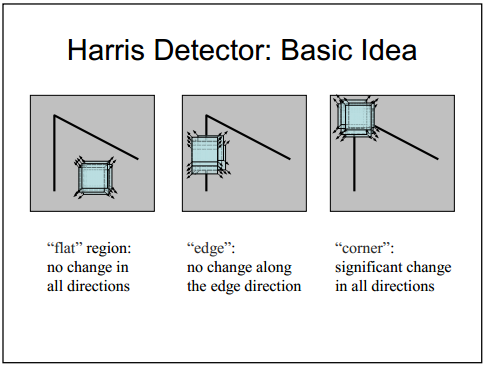 Harris Detector: Basic Idea
“flat” region:
no change in
all directions
“edge”:
no change along
the edge direction
“corner”:
significant change
in all directions